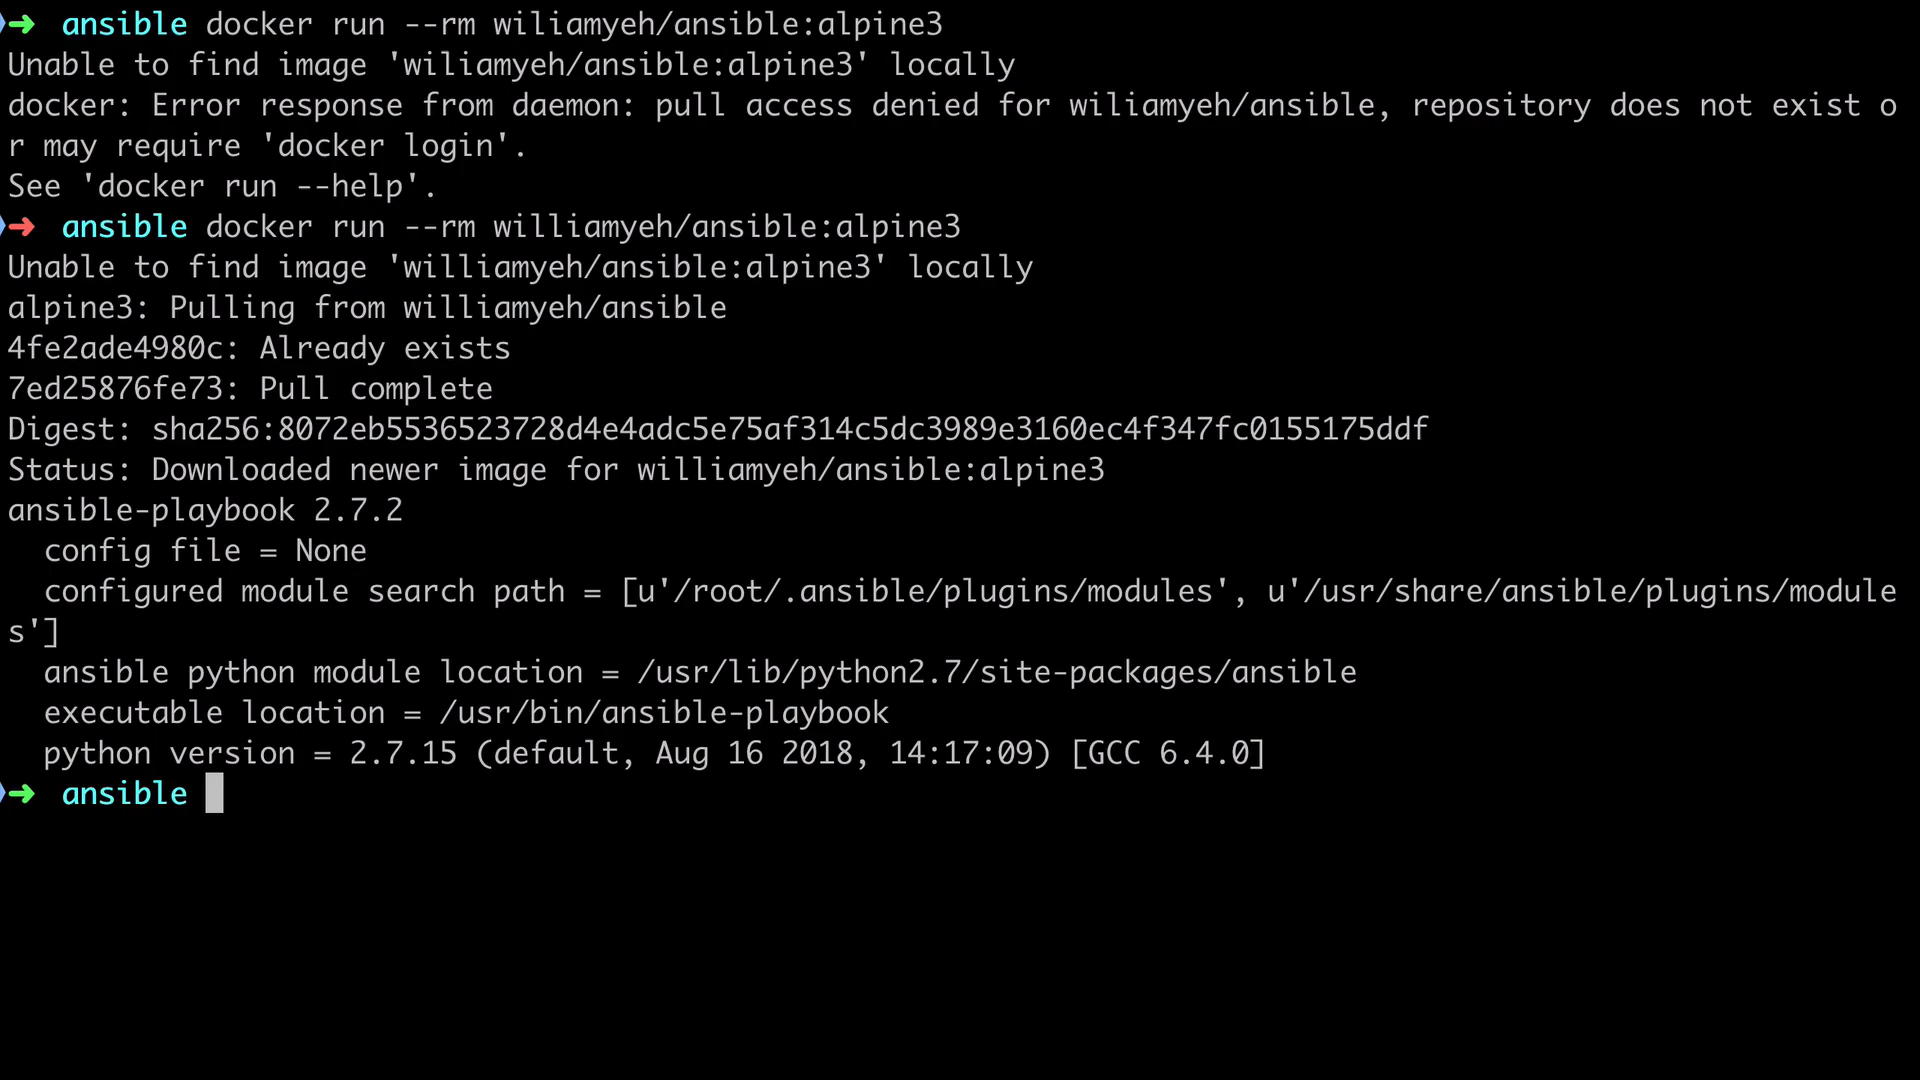 ➜ ansible docker run --rm wiliamyeh/ansible:alpine3
Unable to find image 'wiliamyeh/ansible:alpine3' locally
docker: Error response from daemon: pull access denied for wiliamyeh/ansible, repository does not exist o
r may require 'docker login'.
See 'docker run --help'.
➜ ansible docker run --rm williamyeh/ansible:alpine3
Unable to find image 'williamyeh/ansible:alpine3' locally
alpine3: Pulling from williamyeh/ansible
4fe2ade4980c: Already exists
7ed25876fe73: Pull complete
Digest: sha256:8072eb5536523728d4e4adc5e75af314c5dc3989e3160ec4f347fc0155175ddf
Status: Downloaded newer image for williamyeh/ansible:alpine3
ansible-playbook 2.7.2
  config file = None
  configured module search path = [u'/root/.ansible/plugins/modules', u'/usr/share/ansible/plugins/module
s']
  ansible python module location = /usr/lib/python2.7/site-packages/ansible
  executable location = /usr/bin/ansible-playbook
  python version = 2.7.15 (default, Aug 16 2018, 14:17:09) [GCC 6.4.0]
➜ ansible